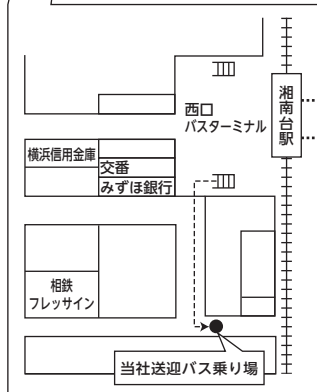 湘南台駅
西口
バスターミナル
横浜信用金庫
交番
みずほ銀行
相鉄
フレッサイン
当社送迎バス乗り場